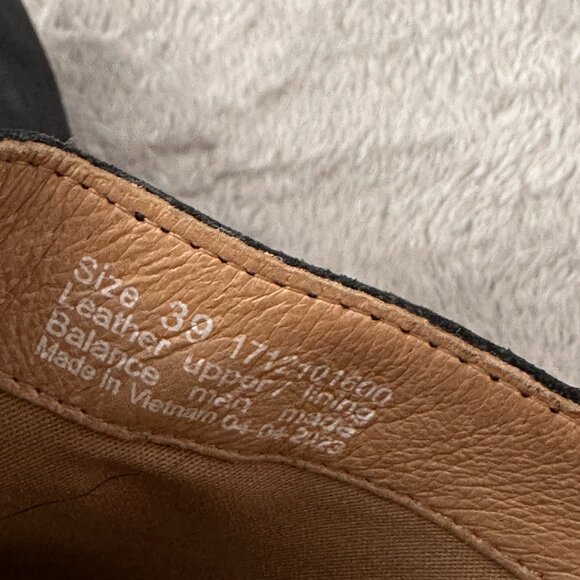 Size 39 1712101600
Leather upper / lining
Balance man made
Made in Vietnam 04-04 2023